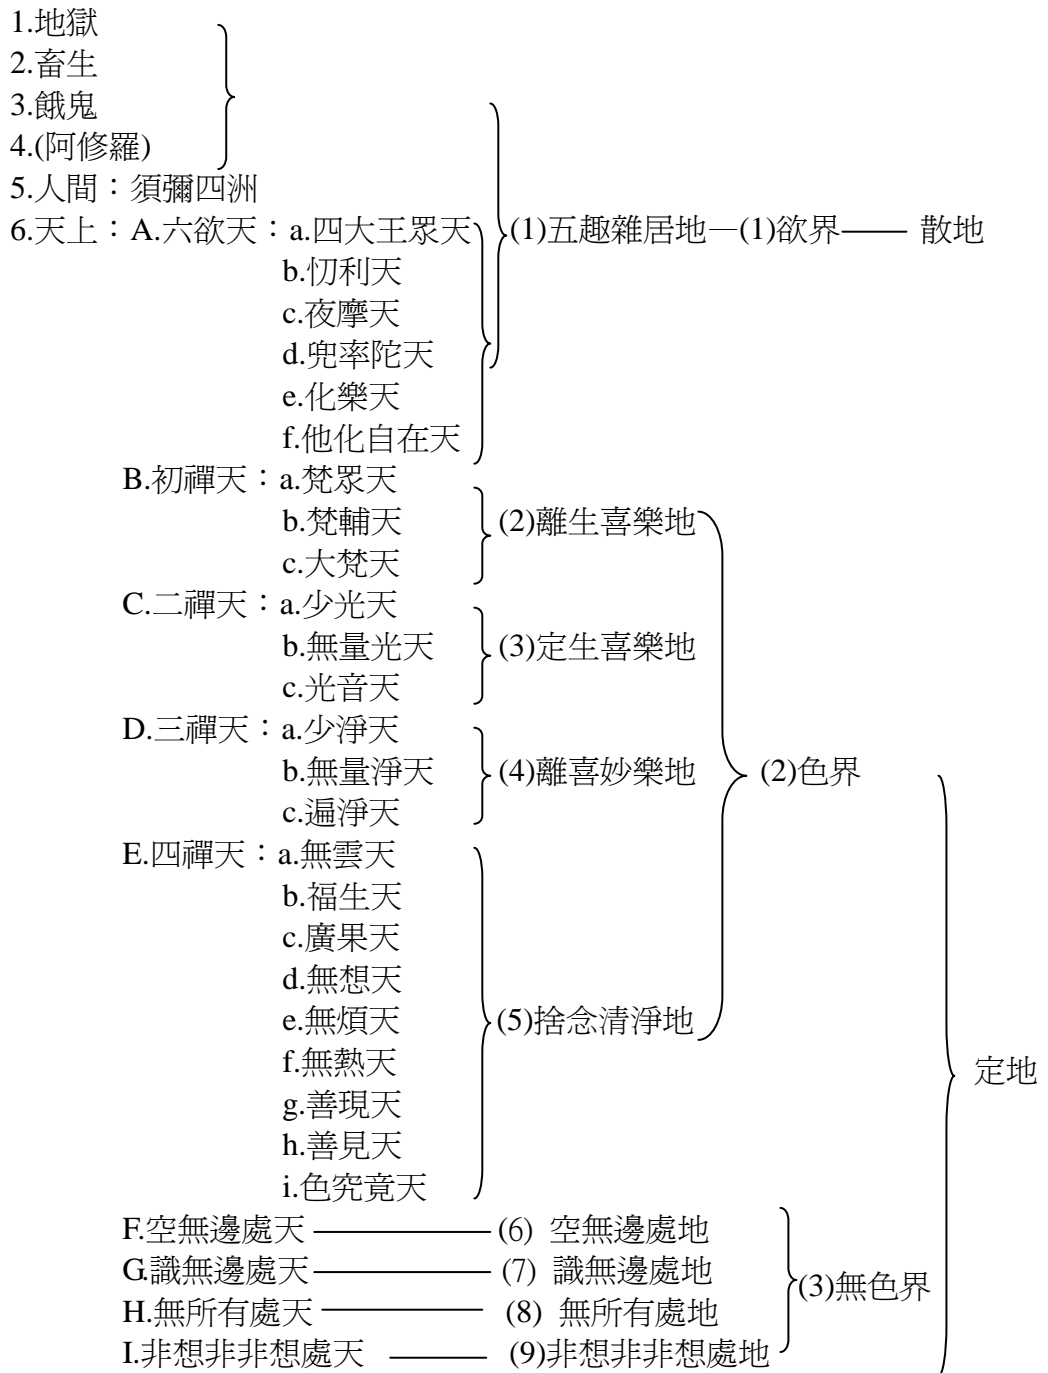 1.地獄
2.畜生
3.餓鬼
4.(阿修羅)
5.人間：須彌四洲
6.天上：A.六欲天：a.四大王眾天 (1)五趣雜居地—(1)欲界—— 散地
b.忉利天
c.夜摩天
d.兜率陀天
e.化樂天
f.他化自在天
B.初禪天：a.梵眾天
b.梵輔天 (2)離生喜樂地
c.大梵天
C.二禪天：a.少光天
b.無量光天 (3)定生喜樂地
c.光音天
D.三禪天：a.少淨天
b.無量淨天 (4)離喜妙樂地 (2)色界
c.遍淨天
E.四禪天：a.無雲天
b.福生天
c.廣果天
d.無想天
e.無煩天 (5)捨念清淨地
f.無熱天
定地
g.善現天
h.善見天
i.色究竟天
F.空無邊處天 ——— (6) 空無邊處地
G.識無邊處天 ——— (7) 識無邊處地
(3)無色界
H.無所有處天 ——— (8) 無所有處地
I.非想非非想處天 —— (9)非想非非想處地